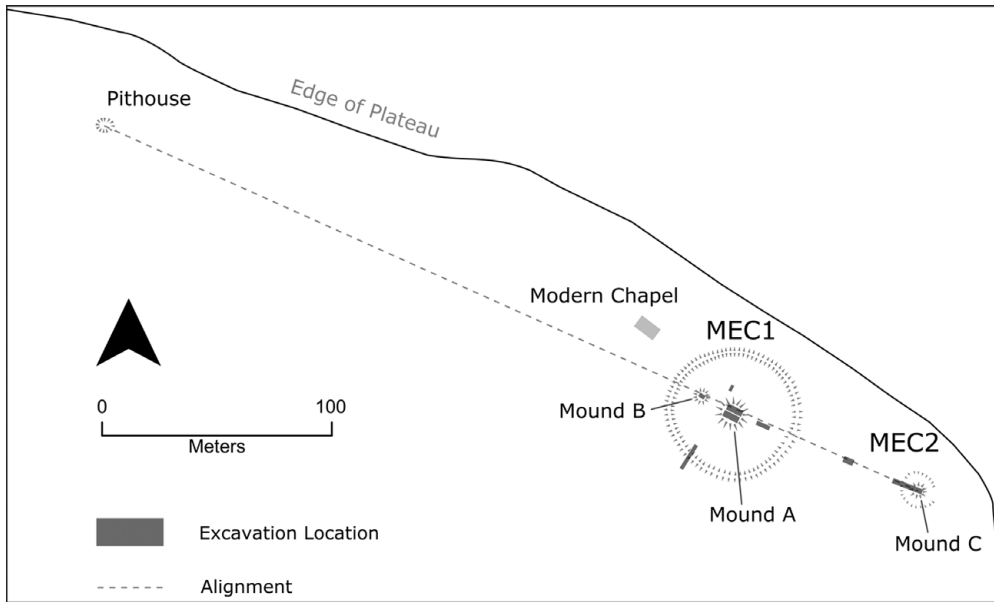 Pithouse
Edge of Plateau
Modern Chapel
MEC1
Mound B
0 100
Meters
MEC2
Mound A
Mound C
Excavation Location
Alignment